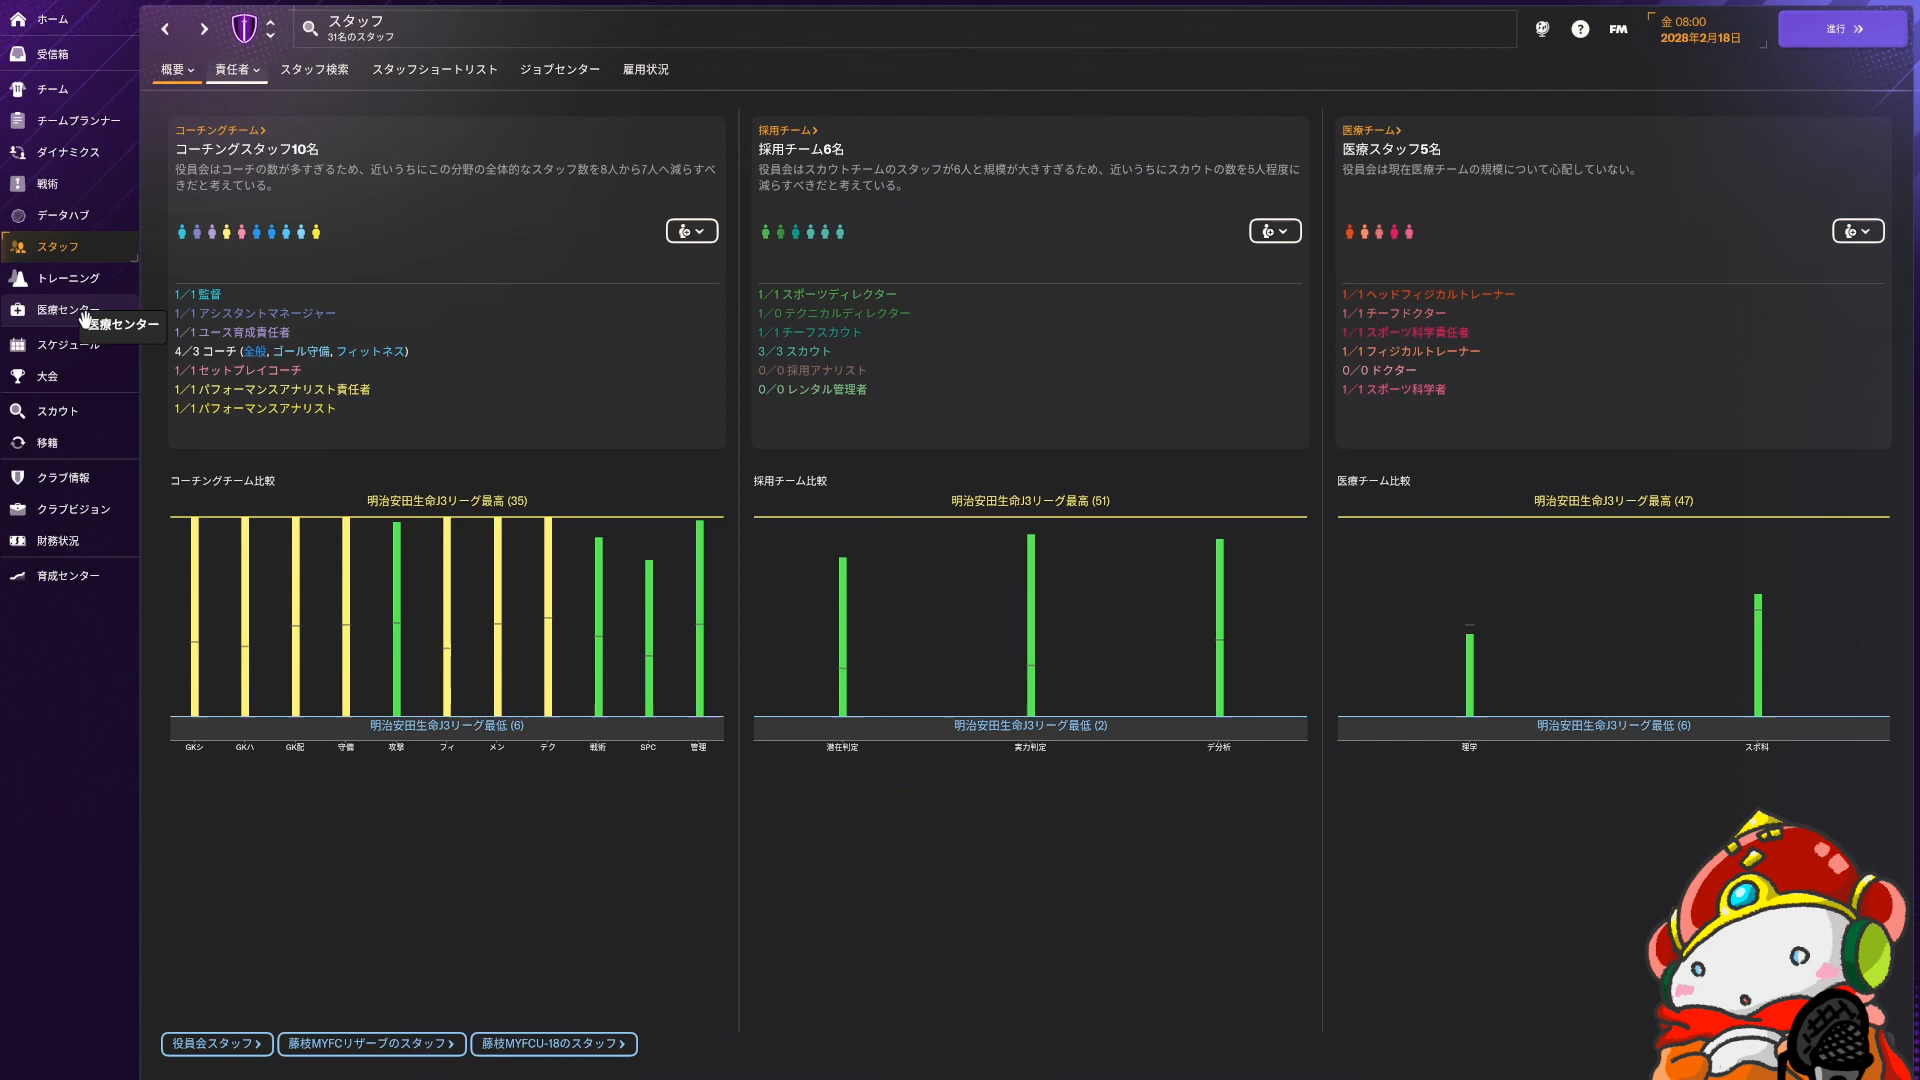 ホーム
受信箱
チーム
チームプランナー
ダイナミクス
戦術
データハブ
スタッフ
トレーニング
医療センター
医療センター
スケジュール
大会
スカウト
移籍
クラブ情報
クラブビジョン
財務状況
育成センター
スタッフ
31名のスタッフ
FM
金 08:00
2028年2月18日
進行
概要
責任者
スタッフ検索
スタッフショートリスト
ジョブセンター
雇用状況
コーチングチーム
コーチングスタッフ10名
役員会はコーチの数が多すぎるため、近いうちにこの分野の全体的なスタッフ数を8人から7人へ減らすべ
きだと考えている。
1/1 監督
1/1 アシスタントマネージャー
1/1 ユース育成責任者
4/3 コーチ (全般, ゴール守備, フィットネス)
1/1 セットプレイコーチ
1/1 パフォーマンスアナリスト責任者
1/1 パフォーマンスアナリスト
採用チーム
採用チーム6名
役員会はスカウトチームのスタッフが6人と規模が大きすぎるため、近いうちにスカウトの数を5人程度に
減らすべきだと考えている。
1/1 スポーツディレクター
1/0 テクニカルディレクター
1/1 チーフスカウト
3/3 スカウト
0/0 採用アナリスト
0/0 レンタル管理者
医療チーム
医療スタッフ5名
役員会は現在医療チームの規模について心配していない。
1/1 ヘッドフィジカルトレーナー
1/1 チーフドクター
1/1 スポーツ科学責任者
1/1 フィジカルトレーナー
0/0 ドクター
1/1 スポーツ科学者
コーチングチーム比較
明治安田生命J3リーグ最高 (35)
明治安田生命J3リーグ最低 (6)
GKシ GKハ GK配 守備 攻撃 フィ メン テク 戦術 SPC 管理
採用チーム比較
明治安田生命J3リーグ最高 (51)
明治安田生命J3リーグ最低 (2)
潜在判定 実力判定 デ分析
医療チーム比較
明治安田生命J3リーグ最高 (47)
明治安田生命J3リーグ最低 (6)
理学 スポ科
役員会スタッフ
藤枝MYFCリザーブのスタッフ
藤枝MYFCU-18のスタッフ